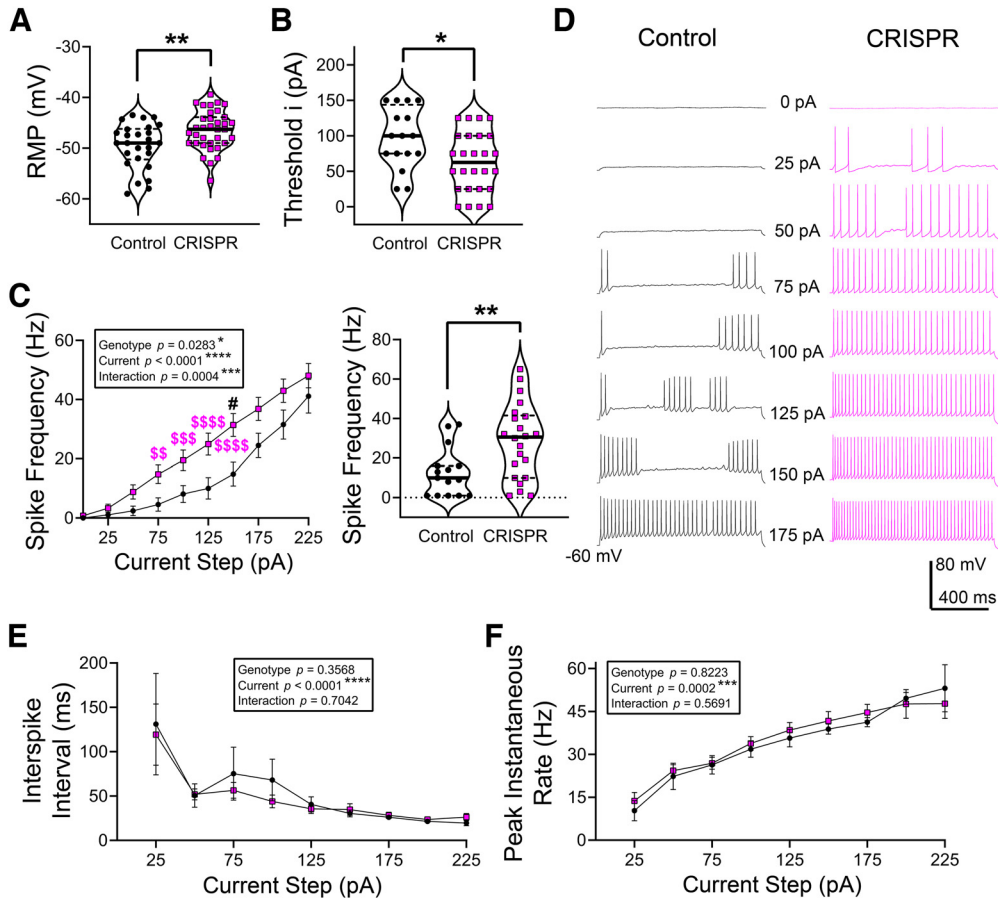 A
RMP (mV)
-30
-40
-50
-60
**
Control CRISPR
B
Threshold i (pA)
200
150
100
50
0
*
Control CRISPR
C
Spike Frequency (Hz)
60
40
20
0
Genotype p = 0.0283 *
Current p < 0.0001 ****
Interaction p = 0.0004 ***
$$
$$$
$$$$
#
$$$$
25 75 125 175 225
Current Step (pA)
Spike Frequency (Hz)
80
60
40
20
0
**
Control CRISPR
D
Control CRISPR
0 pA
25 pA
50 pA
75 pA
100 pA
125 pA
150 pA
175 pA
-60 mV
80 mV
400 ms
E
Interspike
Interval (ms)
200
150
100
50
0
Genotype p = 0.3568
Current p < 0.0001 ****
Interaction p = 0.7042
25 75 125 175 225
Current Step (pA)
F
Peak Instantaneous
Rate (Hz)
60
45
30
15
0
Genotype p = 0.8223
Current p = 0.0002 ***
Interaction p = 0.5691
25 75 125 175 225
Current Step (pA)